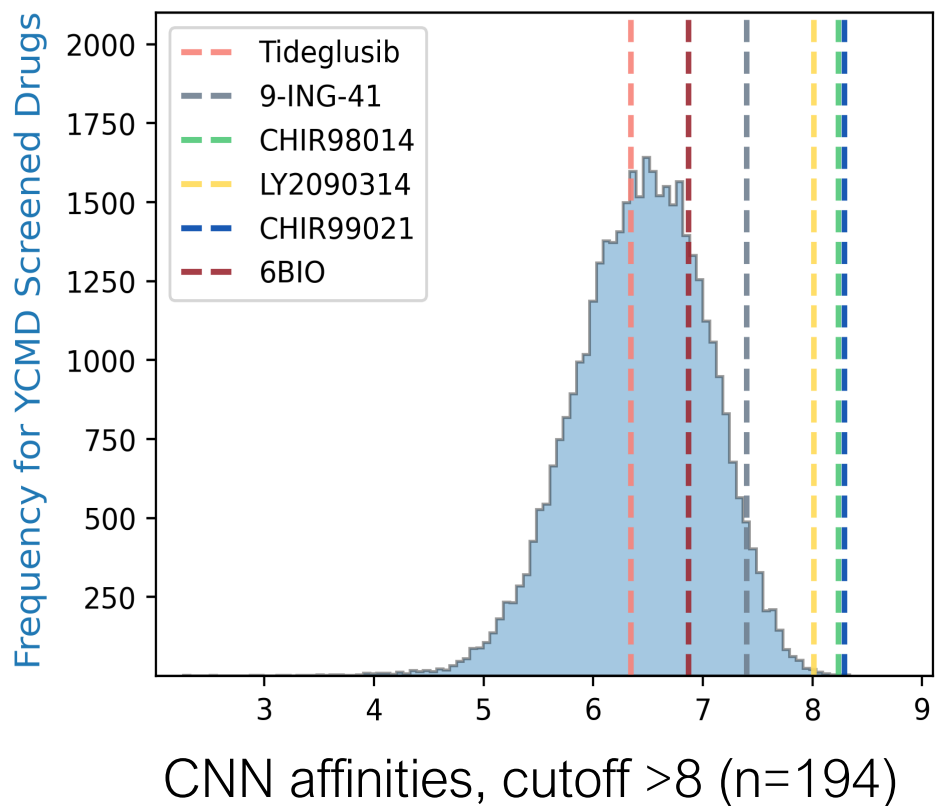 Frequency for YCMD Screened Drugs
2000
1750
1500
1250
1000
750
500
250
Tideglusib
9-ING-41
CHIR98014
LY2090314
CHIR99021
6BIO
3 4 5 6 7 8 9
CNN affinities, cutoff >8 (n=194)